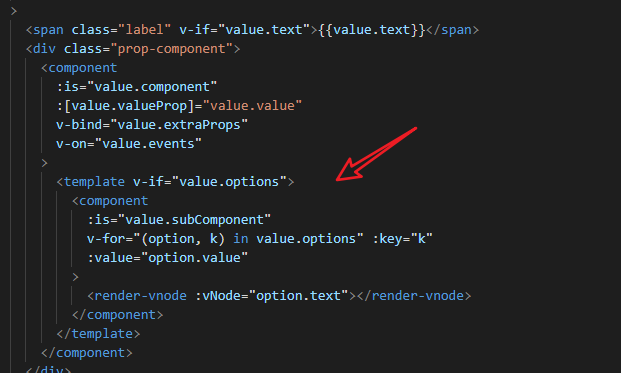 >
<span class="label" v-if="value.text">{{value.text}}</span>
<div class="prop-component">
<component
:is="value.component"
:[value.valueProp]="value.value"
v-bind="value.extraProps"
v-on="value.events"
>
<template v-if="value.options">
<component
:is="value.subComponent"
v-for="(option, k) in value.options" :key="k"
:value="option.value"
>
<render-vnode :vNode="option.text"></render-vnode>
</component>
</template>
</component>
</div>